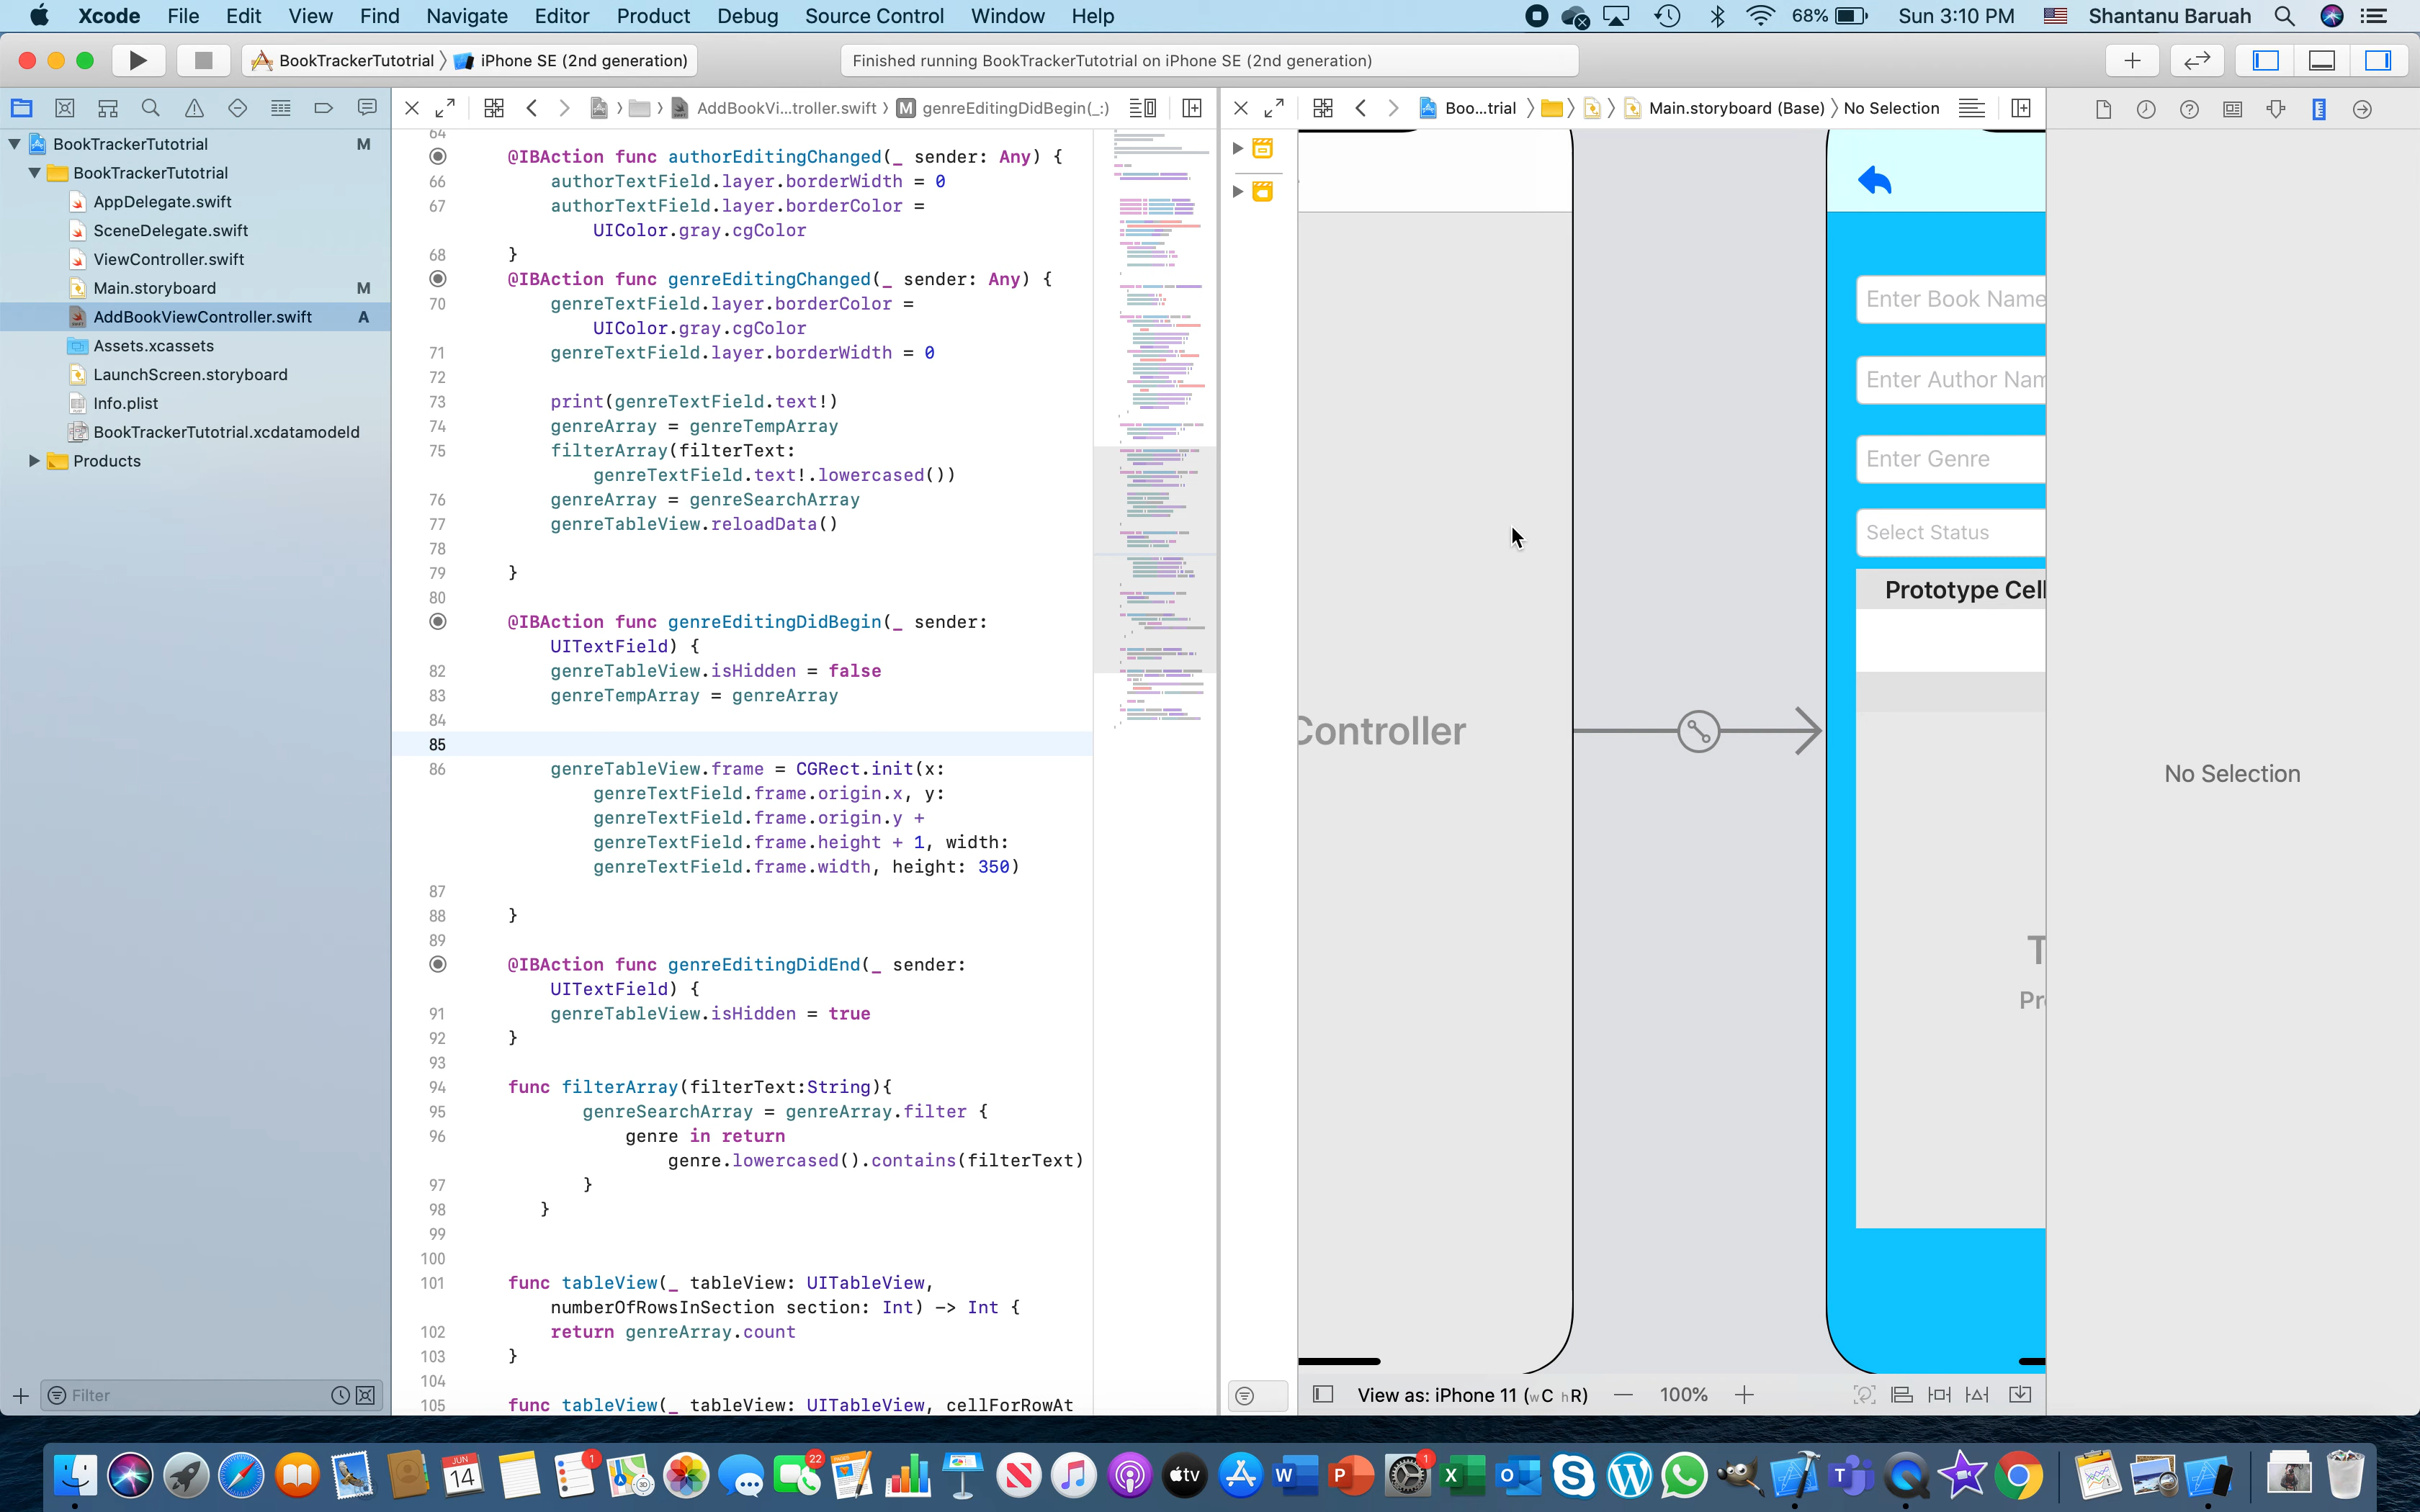 Xcode File Edit View Find Navigate Editor Product Debug Source Control Window Help
68% Sun 3:10 PM Shantanu Baruah
BookTrackerTutotrial iPhone SE (2nd generation)
Finished running BookTrackerTutotrial on iPhone SE (2nd generation)
AddBookVi...troller.swift M genreEditingDidBegin(_:)
Boo...trial Main.storyboard (Base) No Selection
BookTrackerTutotrial M
BookTrackerTutotrial
AppDelegate.swift
SceneDelegate.swift
ViewController.swift
Main.storyboard M
AddBookViewController.swift A
Assets.xcassets
LaunchScreen.storyboard
Info.plist
BookTrackerTutotrial.xcdatamodeld
Products
Filter
64
@IBAction func authorEditingChanged(_ sender: Any) {
66 authorTextField.layer.borderWidth = 0
67 authorTextField.layer.borderColor =
UIColor.gray.cgColor
68 }
@IBAction func genreEditingChanged(_ sender: Any) {
70 genreTextField.layer.borderColor =
UIColor.gray.cgColor
71 genreTextField.layer.borderWidth = 0
72
73 print(genreTextField.text!)
74 genreArray = genreTempArray
75 filterArray(filterText:
genreTextField.text!.lowercased())
76 genreArray = genreSearchArray
77 genreTableView.reloadData()
78
79 }
80
@IBAction func genreEditingDidBegin(_ sender:
UITextField) {
82 genreTableView.isHidden = false
83 genreTempArray = genreArray
84
85
86 genreTableView.frame = CGRect.init(x:
genreTextField.frame.origin.x, y:
genreTextField.frame.origin.y +
genreTextField.frame.height + 1, width:
genreTextField.frame.width, height: 350)
87
88 }
89
@IBAction func genreEditingDidEnd(_ sender:
UITextField) {
91 genreTableView.isHidden = true
92 }
93
94 func filterArray(filterText:String){
95 genreSearchArray = genreArray.filter {
96 genre in return
genre.lowercased().contains(filterText)
97 }
98 }
99
100
101 func tableView(_ tableView: UITableView,
numberOfRowsInSection section: Int) -> Int {
102 return genreArray.count
103 }
104
105 func tableView(_ tableView: UITableView, cellForRowAt
Controller
Enter Book Name
Enter Author Nam
Enter Genre
Select Status
Prototype Cell
T
Pr
No Selection
View as: iPhone 11 (wC hR) — 100% +
JUN
14
1
3D
22
PAGES
tv
W
P
1
X
O
S
T